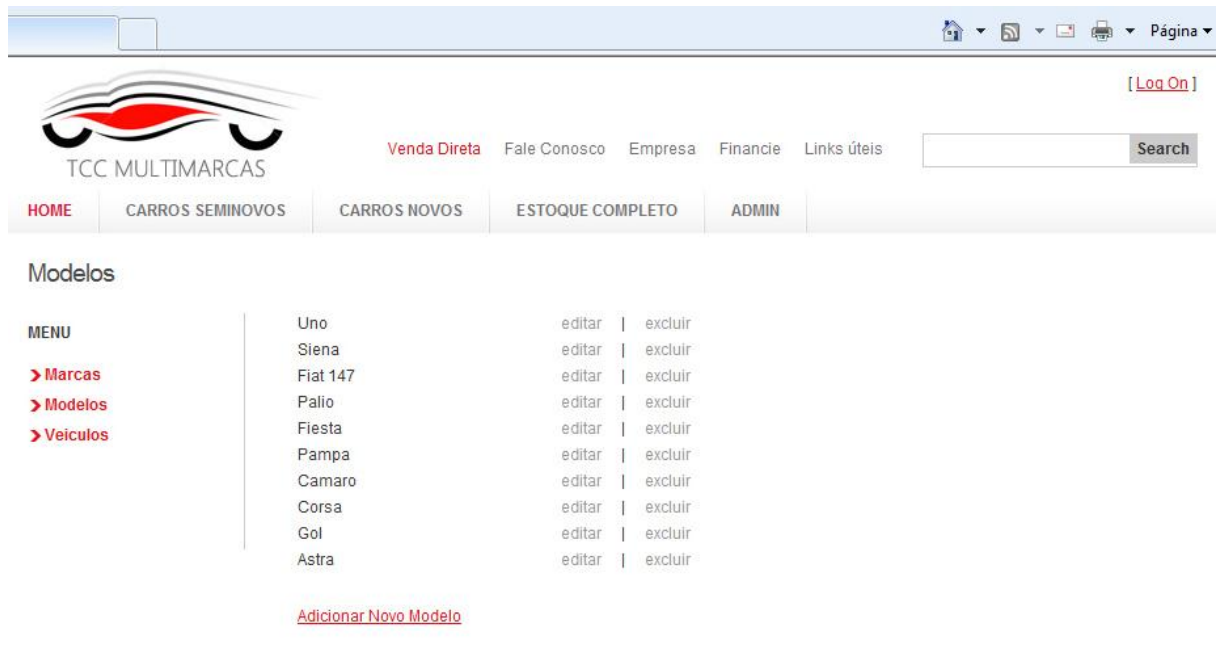 Página
[ Log On ]
TCC MULTIMARCAS
Venda Direta Fale Conosco Empresa Financie Links úteis Search
HOME CARROS SEMINOVOS CARROS NOVOS ESTOQUE COMPLETO ADMIN
Modelos
MENU
Marcas
Modelos
Veiculos
Uno editar | excluir
Siena editar | excluir
Fiat 147 editar | excluir
Palio editar | excluir
Fiesta editar | excluir
Pampa editar | excluir
Camaro editar | excluir
Corsa editar | excluir
Gol editar | excluir
Astra editar | excluir
Adicionar Novo Modelo